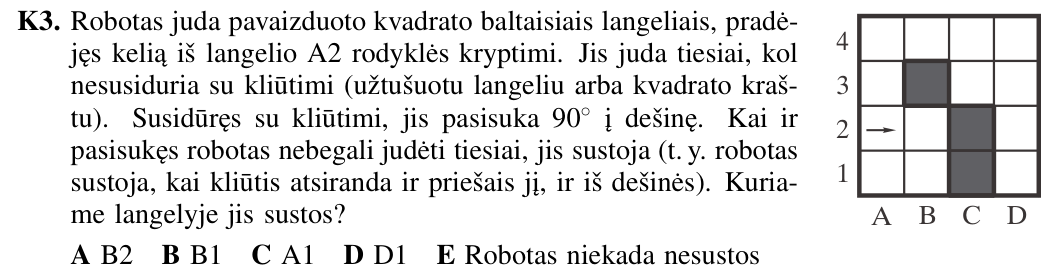 K3. Robotas juda pavaizduoto kvadrato baltaisiais langeliais, pradė-
jęs kelią iš langelio A2 rodyklės kryptimi. Jis juda tiesiai, kol
nesusiduria su kliūtimi (užtušuotu langeliu arba kvadrato kraš-
tu). Susidūręs su kliūtimi, jis pasisuka 90° į dešinę. Kai ir
pasisukęs robotas nebegali judėti tiesiai, jis sustoja (t. y. robotas
sustoja, kai kliūtis atsiranda ir priešais jį, ir iš dešinės). Kuria-
me langelyje jis sustos?
A B2 B B1 C A1 D D1 E Robotas niekada nesustos
4
3
2
1
A B C D